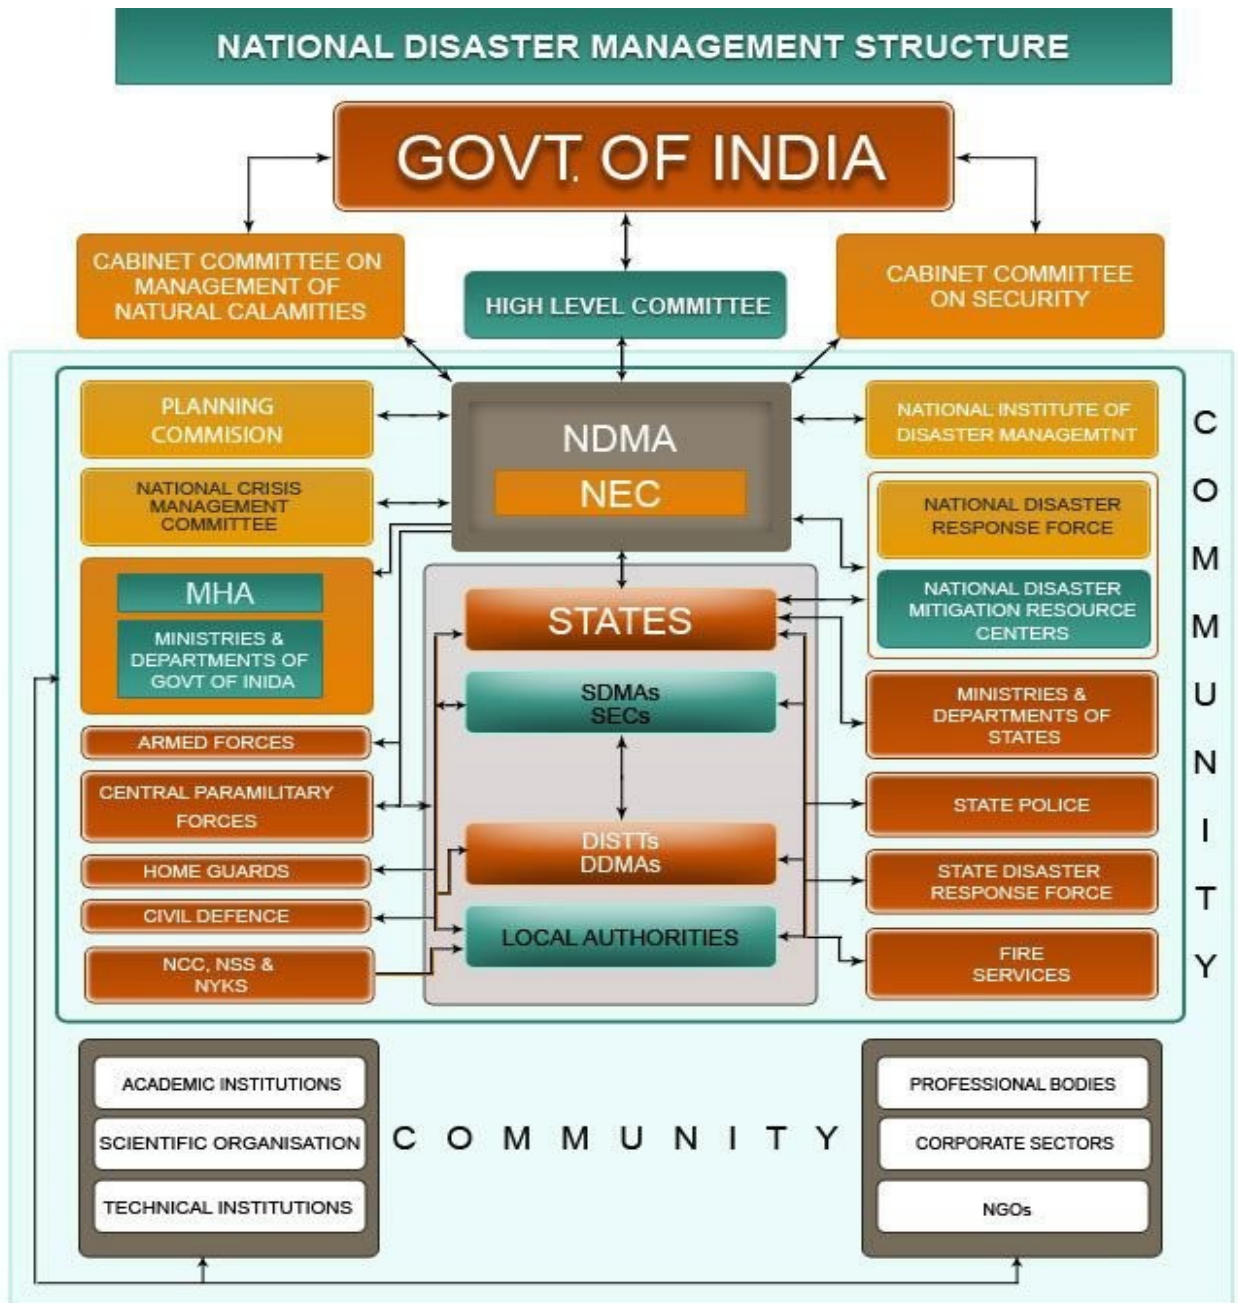 NATIONAL DISASTER MANAGEMENT STRUCTURE
GOVT. OF INDIA
CABINET COMMITTEE ON
MANAGEMENT OF
NATURAL CALAMITIES
HIGH LEVEL COMMITTEE
CABINET COMMITTEE
ON SECURITY
PLANNING
COMMISION
NATIONAL CRISIS
MANAGEMENT
COMMITTEE
MHA
MINISTRIES &
DEPARTMENTS OF
GOVT OF INIDA
ARMED FORCES
CENTRAL PARAMILITARY
FORCES
HOME GUARDS
CIVIL DEFENCE
NCC, NSS &
NYKS
NDMA
NEC
STATES
SDMAs
SECs
DISTTs
DDMAs
LOCAL AUTHORITIES
NATIONAL INSTITUTE OF
DISASTER MANAGEMTNT
NATIONAL DISASTER
RESPONSE FORCE
NATIONAL DISASTER
MITIGATION RESOURCE
CENTERS
MINISTRIES &
DEPARTMENTS OF
STATES
STATE POLICE
STATE DISASTER
RESPONSE FORCE
FIRE
SERVICES
COMMUNITY
ACADEMIC INSTITUTIONS
SCIENTIFIC ORGANISATION
TECHNICAL INSTITUTIONS
COMMUNITY
PROFESSIONAL BODIES
CORPORATE SECTORS
NGOs